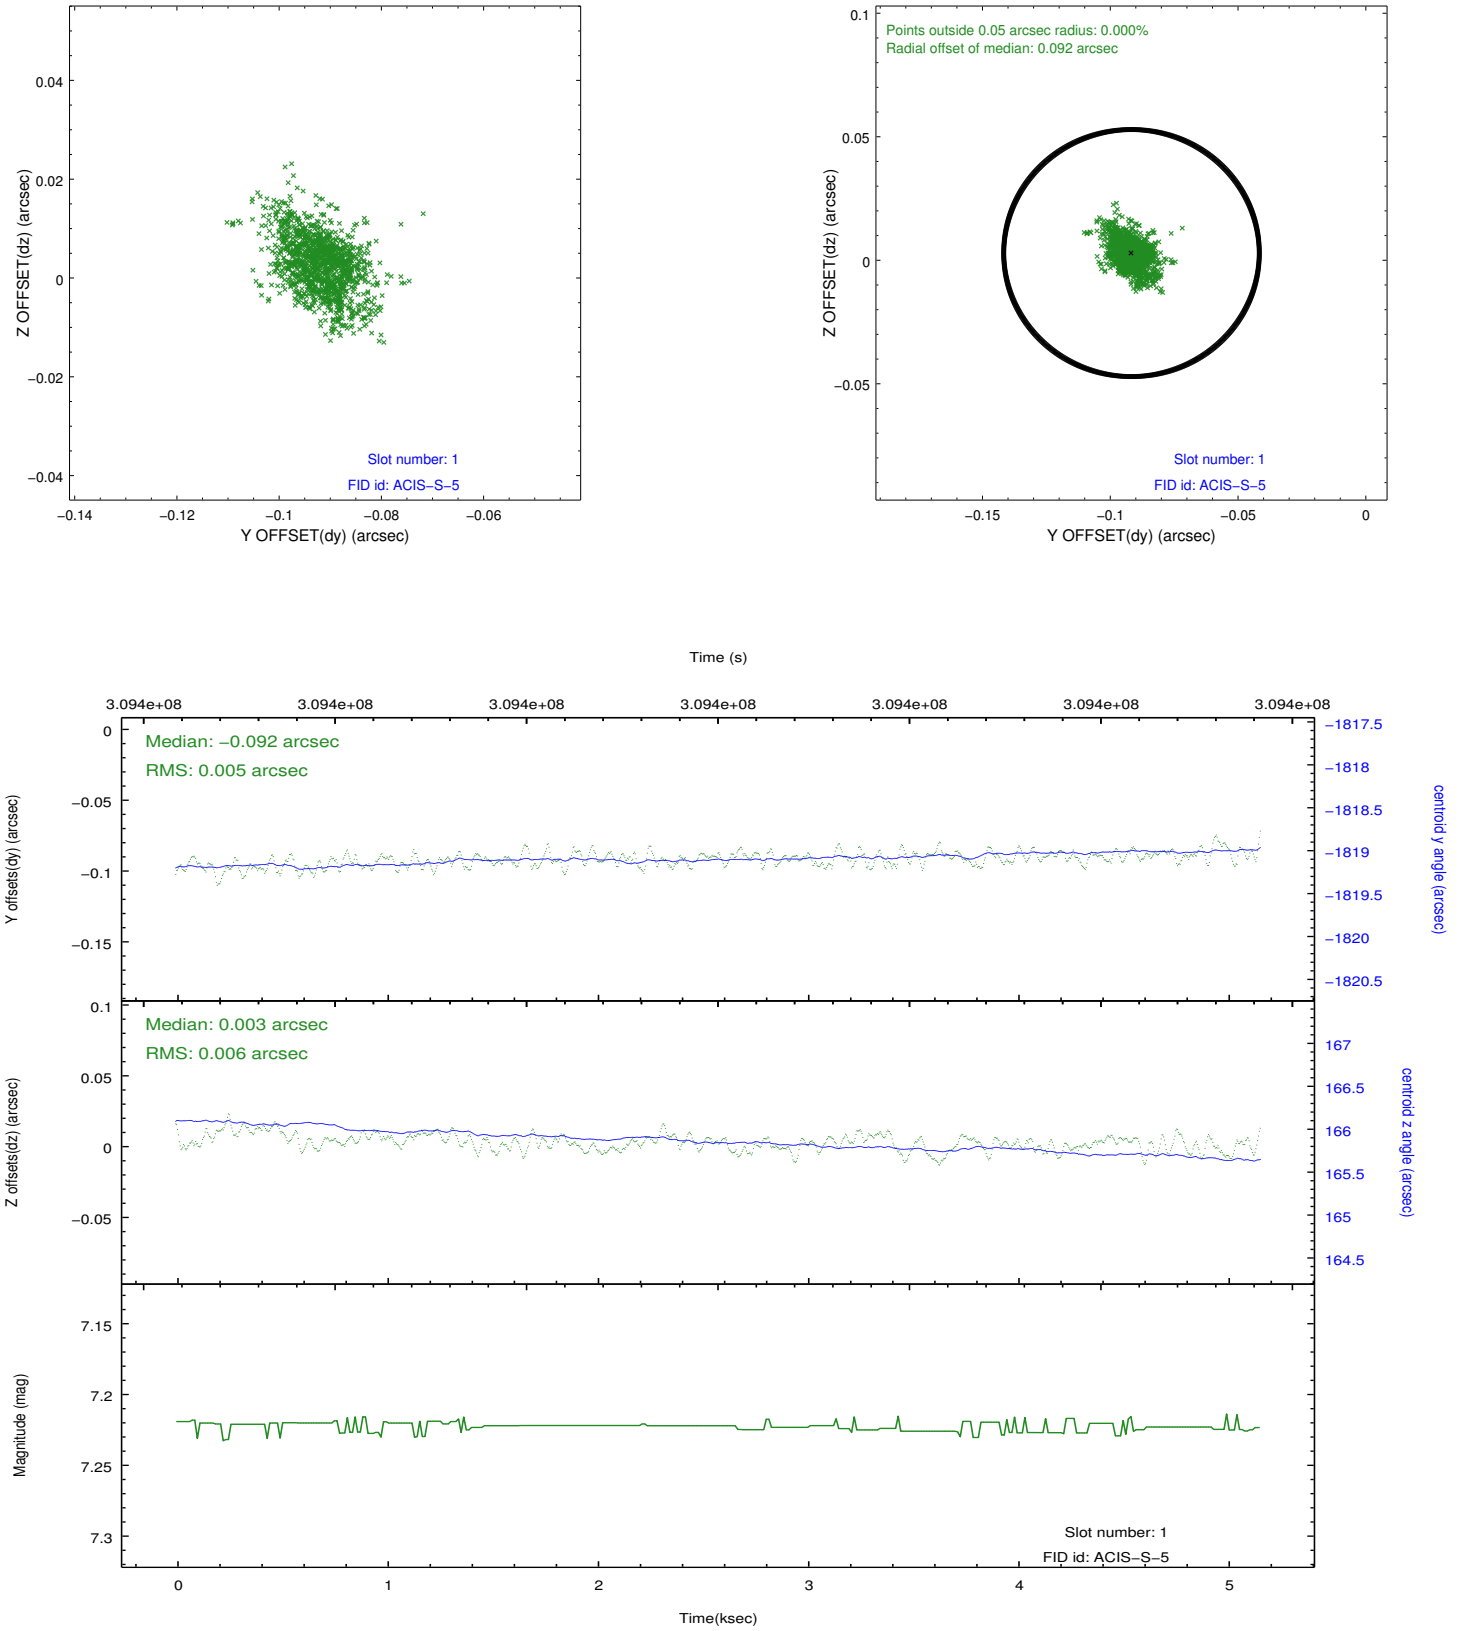 0.04
0.02
0
−0.02
−0.04
Z OFFSET(dz) (arcsec)
Slot number: 1
FID id: ACIS−S−5
−0.14 −0.12 −0.1 −0.08 −0.06
Y OFFSET(dy) (arcsec)
Points outside 0.05 arcsec radius: 0.000%
Radial offset of median: 0.092 arcsec
0.1
0.05
0
−0.05
Z OFFSET(dz) (arcsec)
Slot number: 1
FID id: ACIS−S−5
−0.15 −0.1 −0.05 0
Y OFFSET(dy) (arcsec)
Time (s)
3.094e+08 3.094e+08 3.094e+08 3.094e+08 3.094e+08 3.094e+08 3.094e+08
Median: −0.092 arcsec
RMS: 0.005 arcsec
0
−0.05
−0.1
−0.15
Y offsets(dy) (arcsec)
−1817.5
−1818
−1818.5
−1819
−1819.5
−1820
−1820.5
centroid y angle (arcsec)
Median: 0.003 arcsec
RMS: 0.006 arcsec
0.1
0.05
0
−0.05
Z offsets(dz) (arcsec)
167
166.5
166
165.5
165
164.5
centroid z angle (arcsec)
7.15
7.2
7.25
7.3
Magnitude (mag)
Slot number: 1
FID id: ACIS−S−5
0 1 2 3 4 5
Time(ksec)